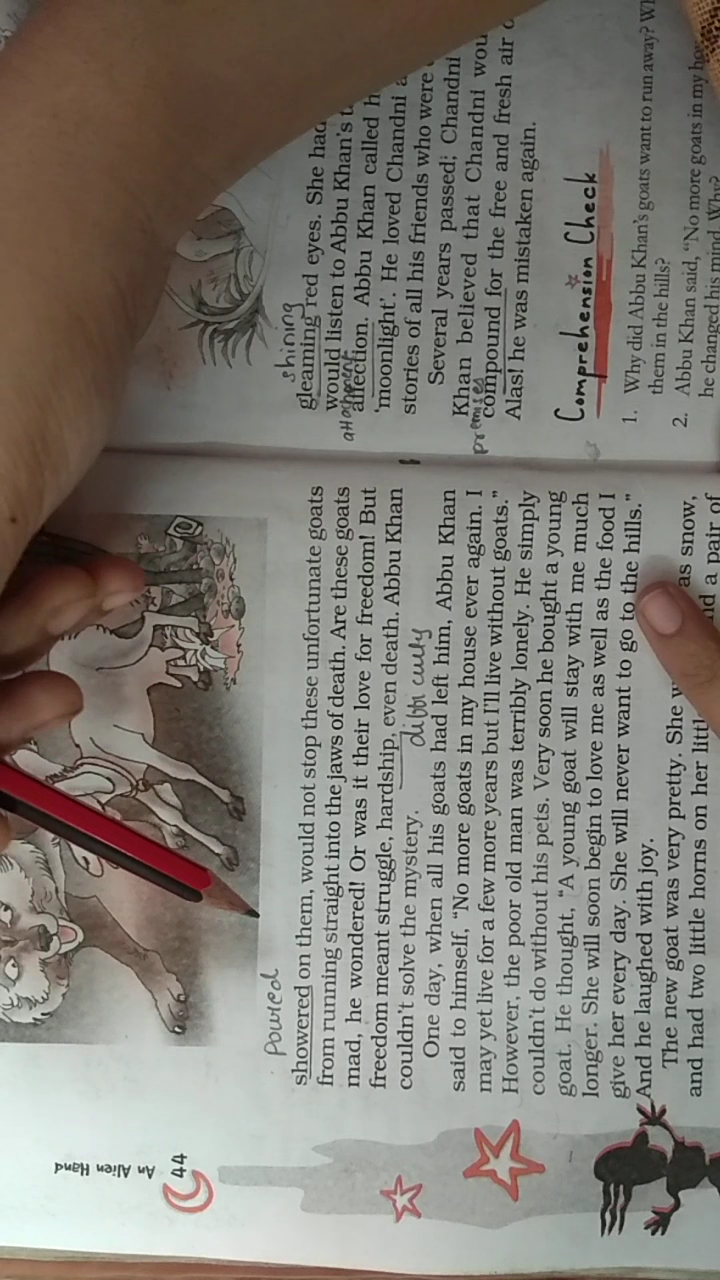 44
An Alien Hand
Poured
showered on them, would not stop these unfortunate goats
from running straight into the jaws of death. Are these goats
mad, he wondered! Or was it their love for freedom! But
freedom meant struggle, hardship, even death. Abbu Khan
couldn't solve the mystery.
One day, when all his goats had left him, Abbu Khan
said to himself, “No more goats in my house ever again. I
may yet live for a few more years but I'll live without goats.”
However, the poor old man was terribly lonely. He simply
couldn't do without his pets. Very soon he bought a young
goat. He thought, “A young goat will stay with me much
longer. She will soon begin to love me as well as the food I
give her every day. She will never want to go to the hills.”
And he laughed with joy.
The new goat was very pretty. She as snow,
and had two little horns on her a pair of
shining
gleaming red eyes. She had
would listen to Abbu Khan's
attachment
affection. Abbu Khan called
'moonlight'. He loved Chandni
stories of all his friends who were
Several years passed; Chandni
Khan believed that Chandni
premises
compound for the free and fresh air
Alas! he was mistaken again.
Comprehension Check
1. Why did Abbu Khan's goats want to run away?
them in the hills?
2. Abbu Khan said, “No more goats in my
he changed his mind. Why?